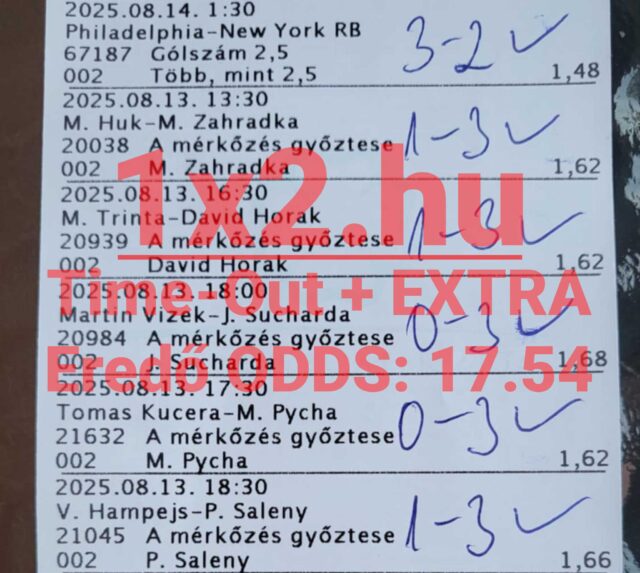 2025.08.14. 1:30
Philadelphia-New York RB
67187 Gólszám 2,5
3-2 ✓
002 Több, mint 2,5 1,48
2025.08.13. 13:30
M. Huk-M. Zahradka
20038 A mérkőzés győztese
1-3 ✓
002 M. Zahradka 1,62
1x2.hu
2025.08.13. 16:30
M. Trinta-David Horak
20939 A mérkőzés győztese
1-3 ✓
002 David Horak 1,62
Time-Out + EXTRA
2025.08.13. 18:00
Martin Vizek-J. Sucharda
20984 A mérkőzés győztese
0-3 ✓
002 J. Sucharda 1,68
Eredő ODDS: 17.54
2025.08.13. 17:30
Tomas Kucera-M. Pycha
21632 A mérkőzés győztese
0-3 ✓
002 M. Pycha 1,62
2025.08.13. 18:30
V. Hampejs-P. Saleny
21045 A mérkőzés győztese
1-3 ✓
002 P. Saleny 1,66